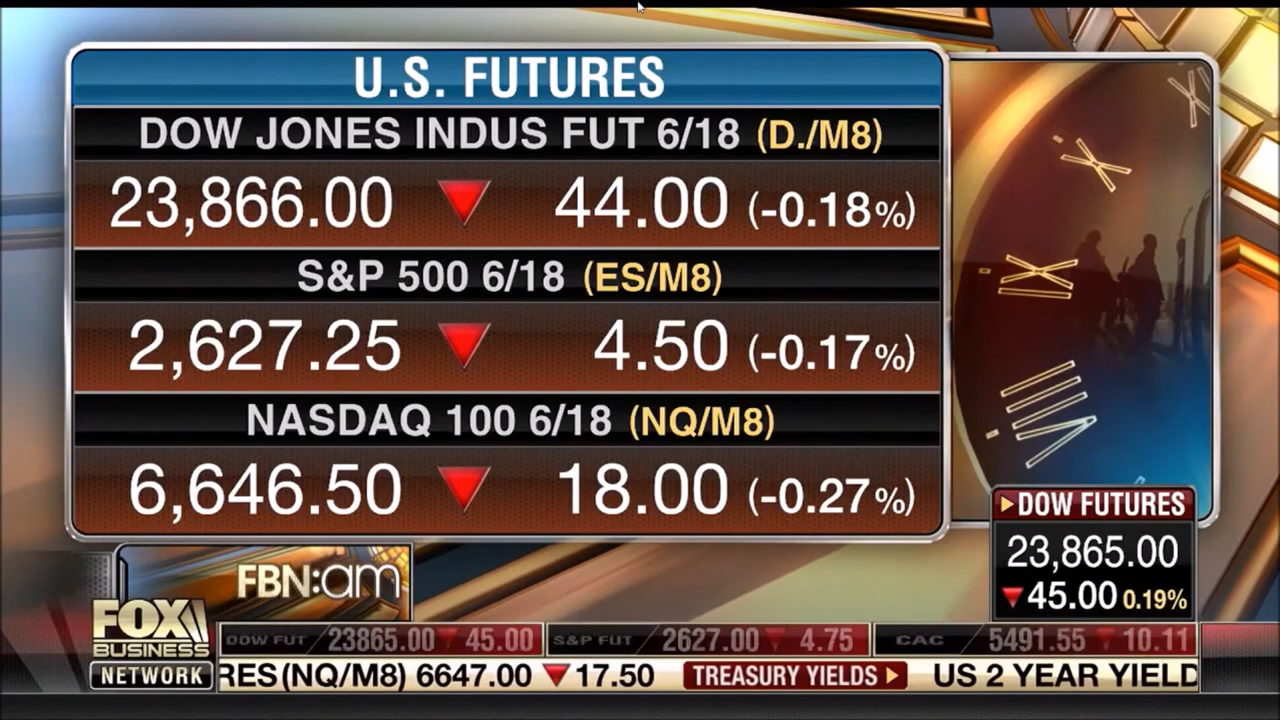 U.S. FUTURES
DOW JONES INDUS FUT 6/18 (D./M8)
23,866.00 ▼ 44.00 (-0.18%)
S&P 500 6/18 (ES/M8)
2,627.25 ▼ 4.50 (-0.17%)
NASDAQ 100 6/18 (NQ/M8)
6,646.50 ▼ 18.00 (-0.27%)
XI
X
IX
VIII
▶DOW FUTURES
23,865.00
▼45.00 0.19%
FBN:am
FOX
BUSINESS
NETWORK
DOW FUT 23865.00 ▼ 45.00 S&P FUT 2627.00 ▼ 4.75 CAC 5491.55 ▼ 10.11
RES(NQ/M8) 6647.00 ▼17.50 TREASURY YIELDS ▶ US 2 YEAR YIELD